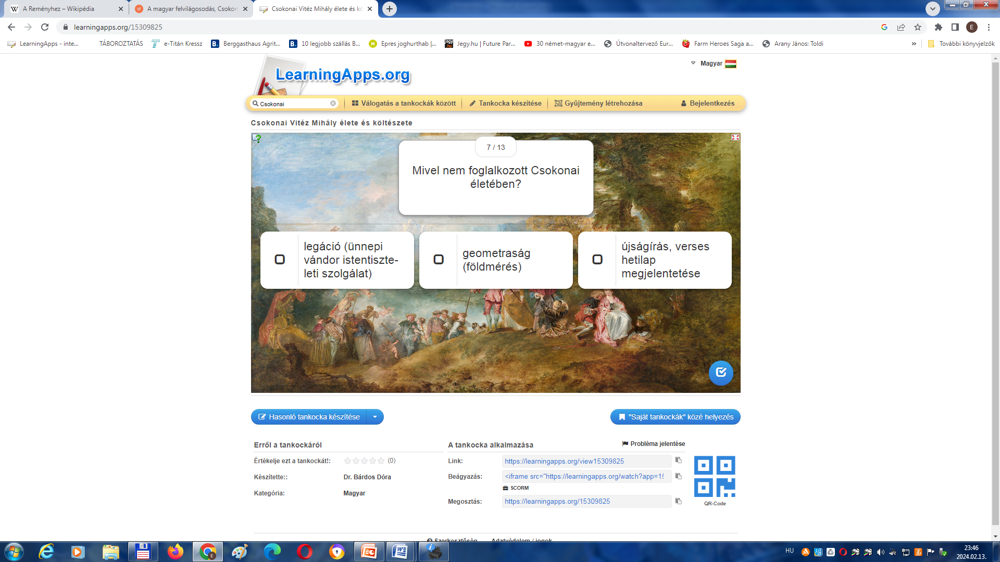 A Reményhez – Wikipédia
A magyar felvilágosodás, Csokon
Csokonai Vitéz Mihály élete és kö
learningapps.org/15309825
E
LearningApps - inte...
TÁBOROZTATÁS
e-Titán Kressz
Berggasthaus Agrit...
10 legjobb szállás B...
Epres joghurthab |...
Jegy.hu | Future Par...
30 német-magyar e...
Útvonaltervező Eur...
Farm Heroes Saga a...
Arany János: Toldi
»
További könyvjelzők
LearningApps.org
Magyar
Csokonai
Válogatás a tankockák között
Tankocka készítése
Gyűjtemény létrehozása
Bejelentkezés
Csokonai Vitéz Mihály élete és költészete
7 / 13
Mivel nem foglalkozott Csokonai
életében?
legáció (ünnepi
vándor istentiszte-
leti szolgálat)
geometraság
(földmérés)
újságírás, verses
hetilap
megjelentetése
Hasonló tankocka készítése
"Saját tankockák" közé helyezés
Erről a tankockáról
Értékelje ezt a tankockát!:
(0)
Készítette::
Dr. Bárdos Dóra
Kategória:
Magyar
A tankocka alkalmazása
Probléma jelentése
Link:
https://learningapps.org/view15309825
Beágyazás:
<iframe src="https://learningapps.org/watch?app=15
SCORM
Megosztás:
https://learningapps.org/15309825
QR-Code
Szerkesztőség
Adatvédelem / jogok
HU
23:46
2024.02.13.